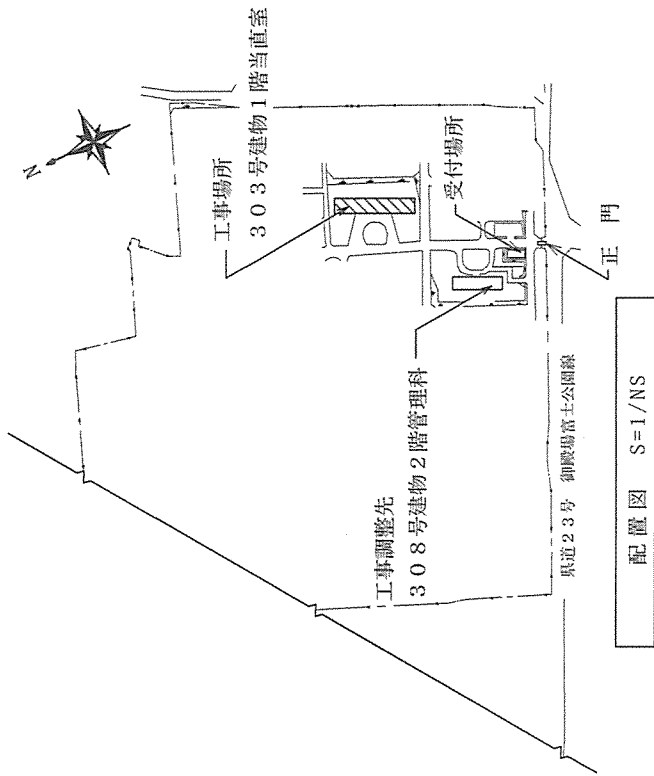 N
工事場所
303号建物1階当直室
受付場所
工事調整先
308号建物2階管理科
正門
県道23号 御殿場富士公園線
配置図 S=1/NS